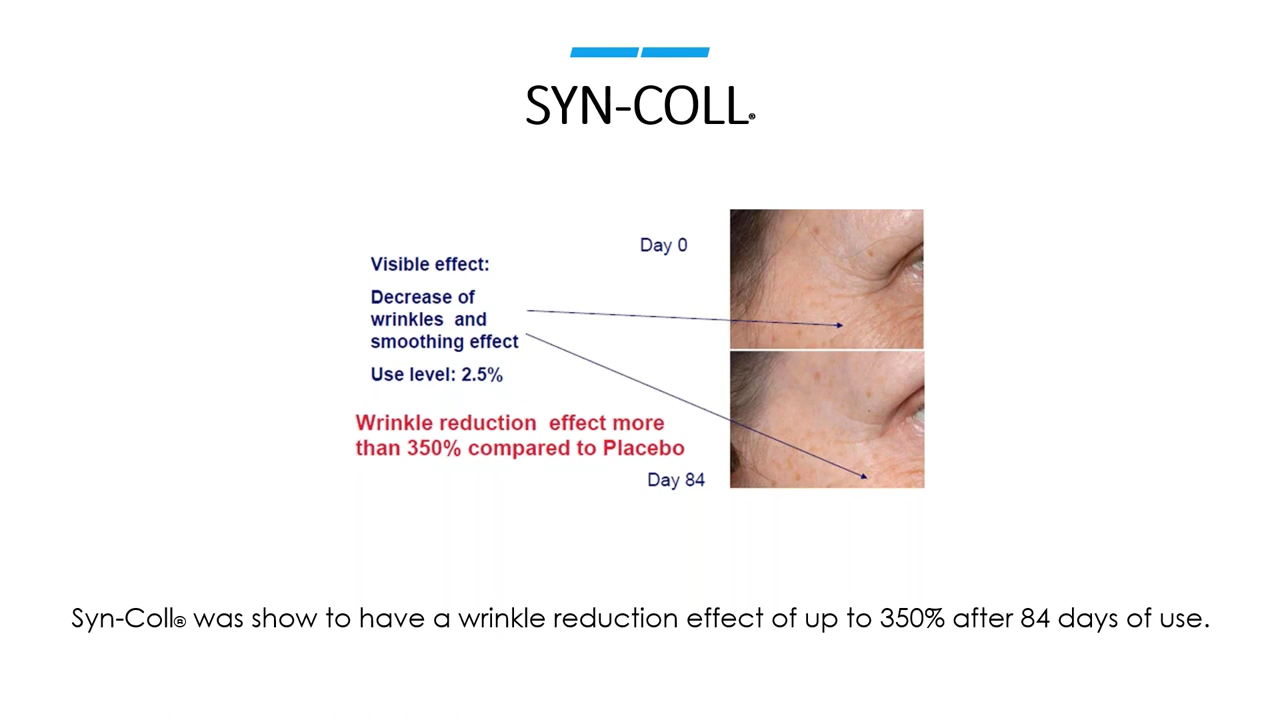 SYN-COLL®
Day 0
Visible effect:
Decrease of
wrinkles and
smoothing effect
Use level: 2.5%
Wrinkle reduction effect more
than 350% compared to Placebo
Day 84
Syn-Coll® was show to have a wrinkle reduction effect of up to 350% after 84 days of use.